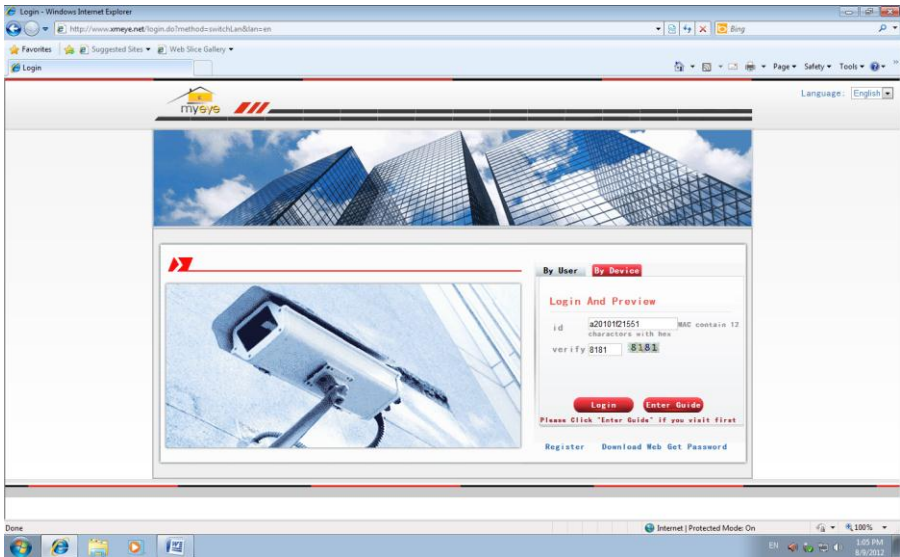 Login - Windows Internet Explorer
http://www.xmeye.net/login.do?method=switchLan&lan=en
Bing
Favorites Suggested Sites Web Slice Gallery
Login
Page Safety Tools
Language: English
myeye
By User By Device
Login And Preview
id a20101f21551 MAC contain 12
characters with hex
verify 8181 8181
Login Enter Guide
Please Click "Enter Guide" if you visit first
Register Download Web Get Password
Done
Internet | Protected Mode: On
100%
EN
1:05 PM
8/9/2012